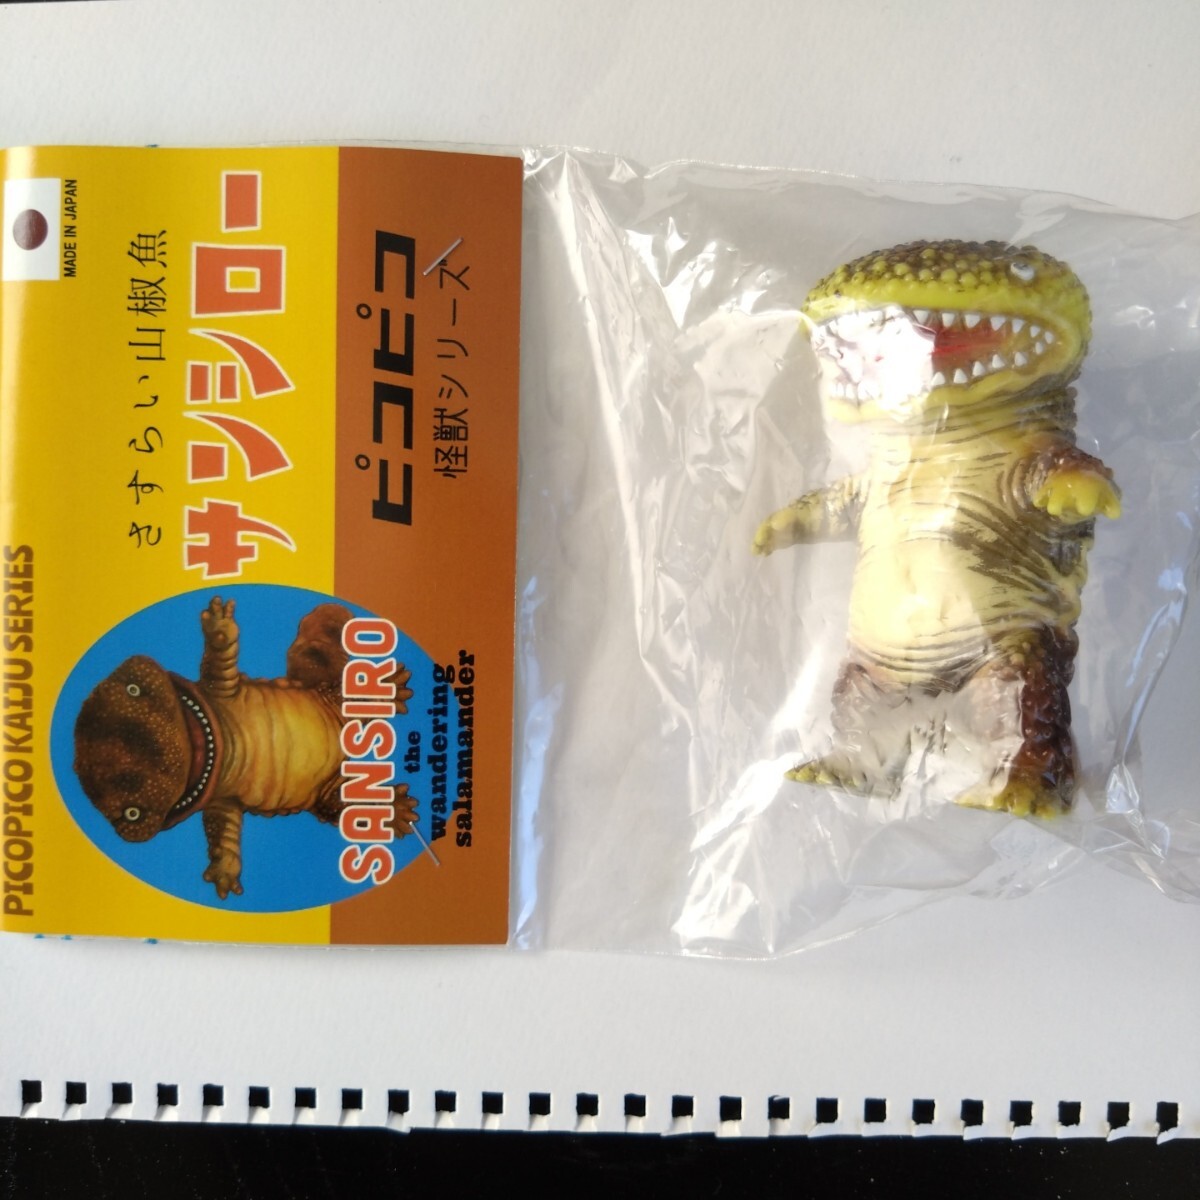 PICOPICO KAIJU SERIES
MADE IN JAPAN
さすらい山椒魚
サンシロー
ピコピコ
怪獣シリーズ
SANSIRO
the
wandering
salamander